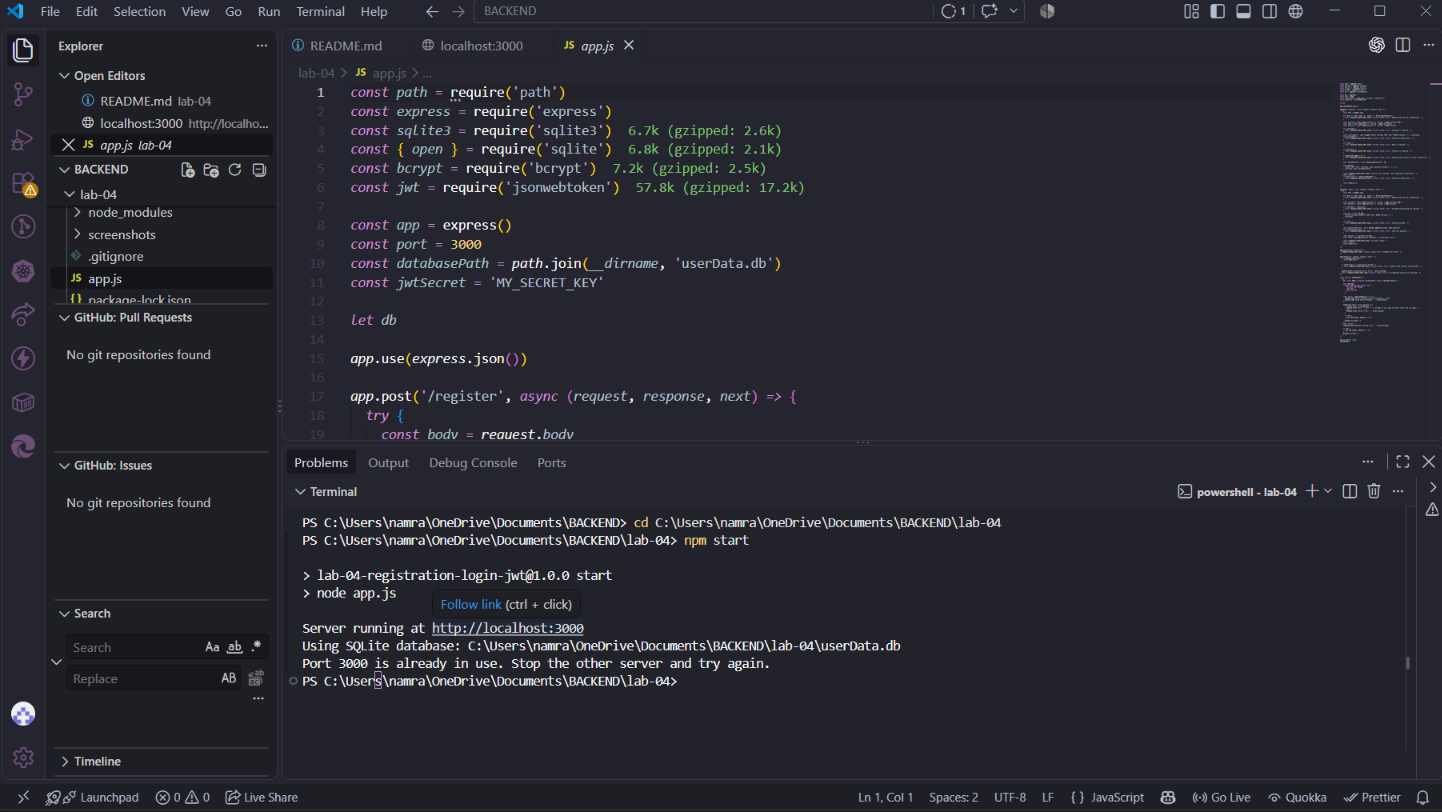 File Edit Selection View Go Run Terminal Help BACKEND 1
Explorer
Open Editors
README.md lab-04
localhost:3000 http://localho...
JS app.js lab-04
BACKEND
lab-04
node_modules
screenshots
.gitignore
JS app.js
{} package-lock.json
GitHub: Pull Requests
No git repositories found
GitHub: Issues
No git repositories found
Search
Search Aa ab .*
Replace AB
Timeline
README.md localhost:3000 JS app.js
lab-04 > JS app.js > ...
1 const path = require('path')
2 const express = require('express')
3 const sqlite3 = require('sqlite3') 6.7k (gzipped: 2.6k)
4 const { open } = require('sqlite') 6.8k (gzipped: 2.1k)
5 const bcrypt = require('bcrypt') 7.2k (gzipped: 2.5k)
6 const jwt = require('jsonwebtoken') 57.8k (gzipped: 17.2k)
7
8 const app = express()
9 const port = 3000
10 const databasePath = path.join(__dirname, 'userData.db')
11 const jwtSecret = 'MY_SECRET_KEY'
12
13 let db
14
15 app.use(express.json())
16
17 app.post('/register', async (request, response, next) => {
18 try {
19 const body = request.body
Problems Output Debug Console Ports
Terminal powershell - lab-04
PS C:\Users\namra\OneDrive\Documents\BACKEND> cd C:\Users\namra\OneDrive\Documents\BACKEND\lab-04
PS C:\Users\namra\OneDrive\Documents\BACKEND\lab-04> npm start
> lab-04-registration-login-jwt@1.0.0 start
> node app.js
Follow link (ctrl + click)
Server running at http://localhost:3000
Using SQLite database: C:\Users\namra\OneDrive\Documents\BACKEND\lab-04\userData.db
Port 3000 is already in use. Stop the other server and try again.
PS C:\Users\namra\OneDrive\Documents\BACKEND\lab-04>
Launchpad 0 0 Live Share Ln 1, Col 1 Spaces: 2 UTF-8 LF {} JavaScript Go Live Quokka Prettier